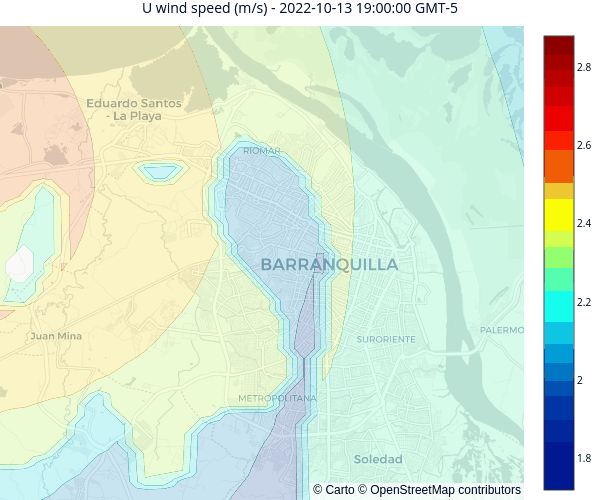 U wind speed (m/s) - 2022-10-13 19:00:00 GMT-5
2.8
Eduardo Santos
- La Playa
2.6
RIOMAR
2.4
BARRANQUILLA
2.2
Juan Mina
SURORIENTE
PALERMO
2
METROPOLITANA
Soledad
1.8
© Carto © OpenStreetMap contributors